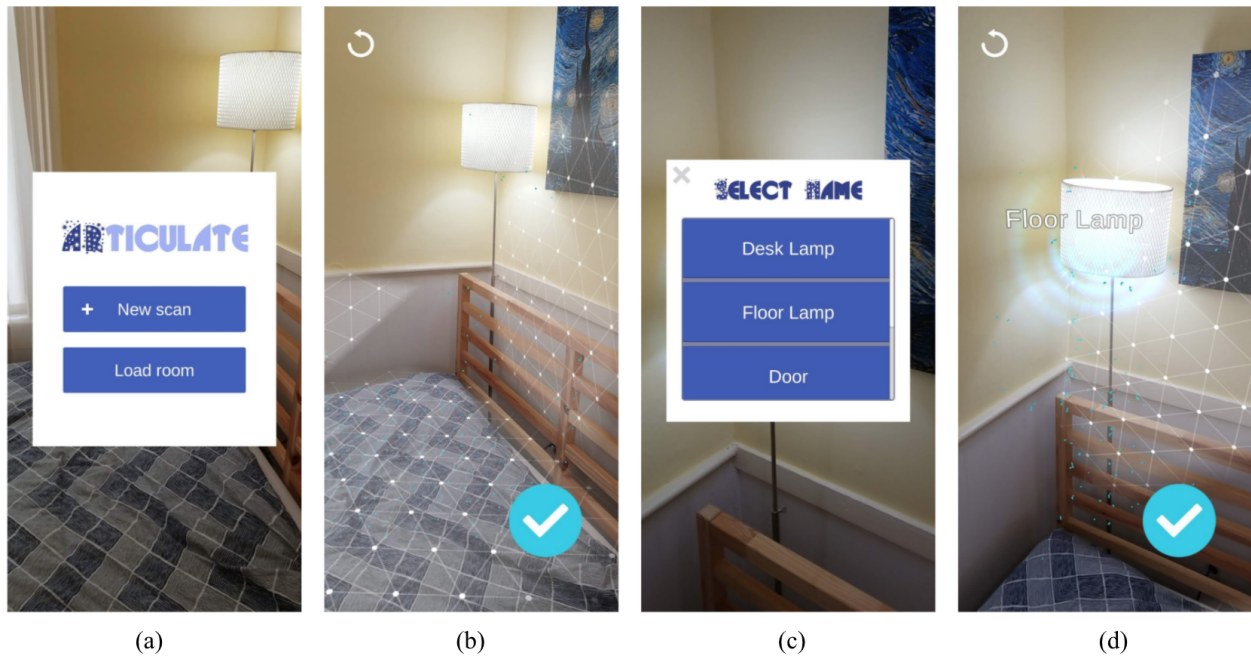 ARTICULATE
+ New scan
Load room
SELECT NAME
Desk Lamp
Floor Lamp
Door
Floor Lamp
(a)
(b)
(c)
(d)